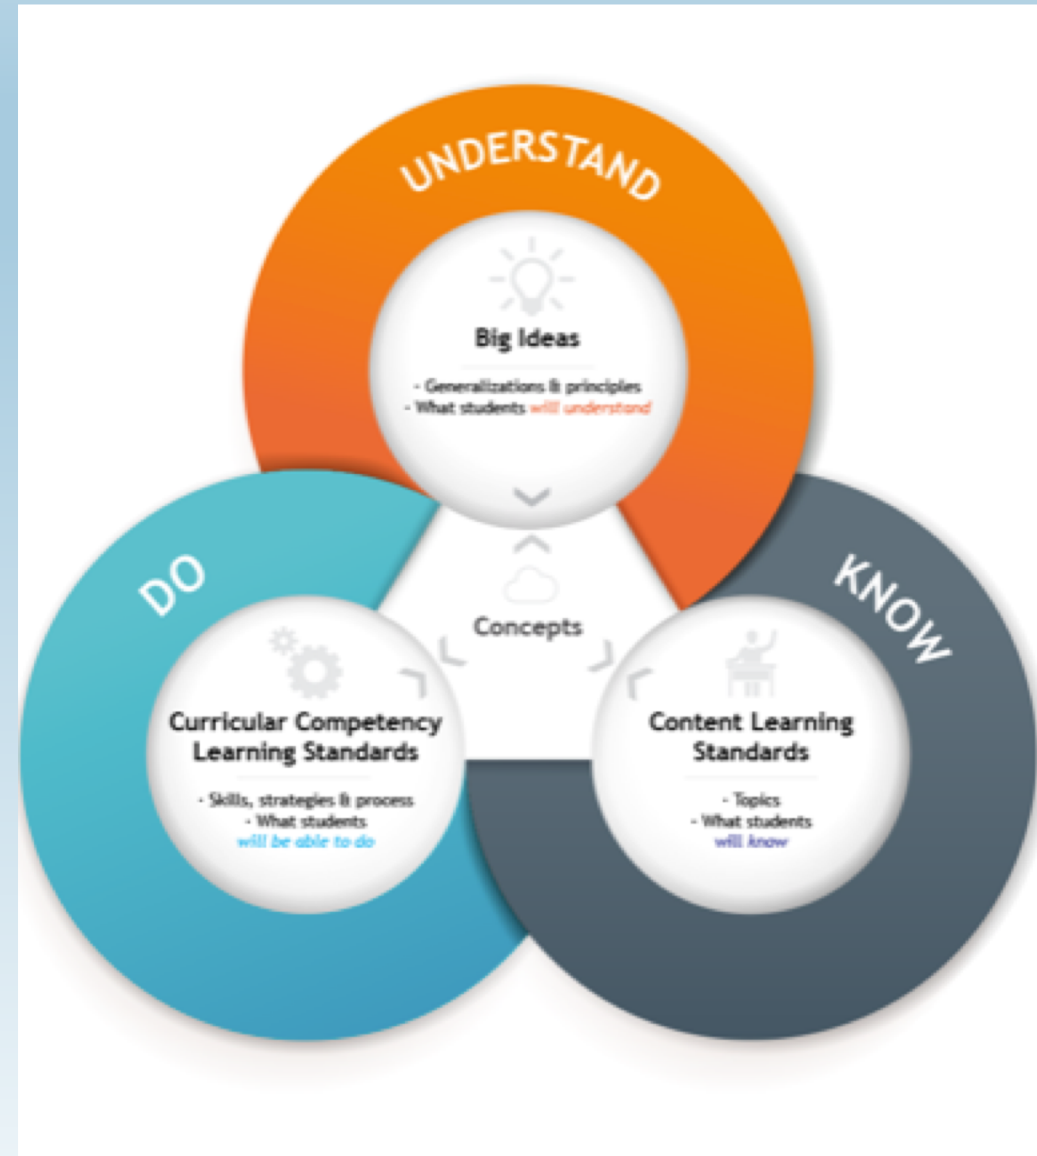 UNDERSTAND
Big Ideas
- Generalizations & principles
- What students will understand
DO
KNOW
Concepts
Curricular Competency
Learning Standards
- Skills, strategies & process
- What students
will be able to do
Content Learning
Standards
- Topics
- What students
will know